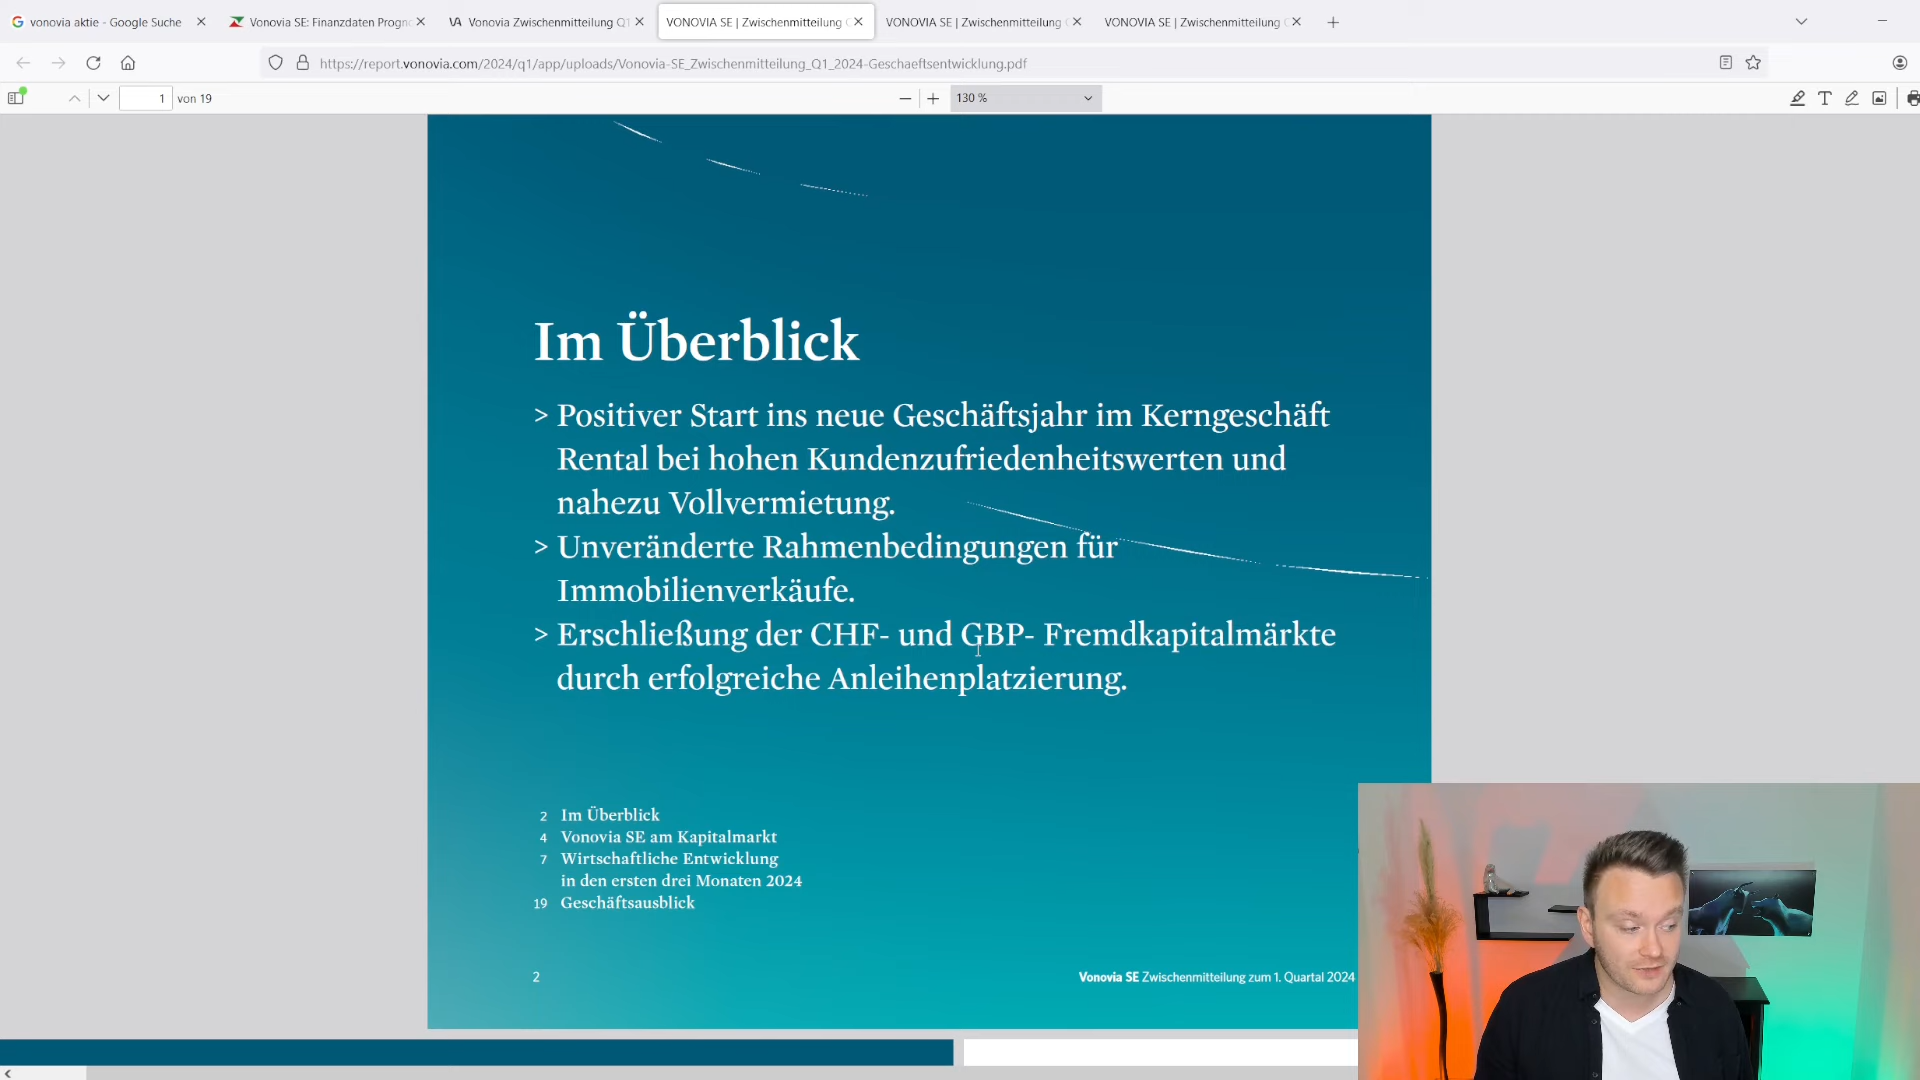 vonovia aktie - Google Suche
Vonovia SE: Finanzdaten Progn
Vonovia Zwischenmitteilung Q
VONOVIA SE | Zwischenmitteilung
VONOVIA SE | Zwischenmitteilung
VONOVIA SE | Zwischenmitteilung
https://report.vonovia.com/2024/q1/app/uploads/Vonovia-SE_Zwischenmitteilung_Q1_2024-Geschaeftsentwicklung.pdf
1 von 19
130 %
Im Überblick
> Positiver Start ins neue Geschäftsjahr im Kerngeschäft
Rental bei hohen Kundenzufriedenheitswerten und
nahezu Vollvermietung.
> Unveränderte Rahmenbedingungen für
Immobilienverkäufe.
> Erschließung der CHF- und GBP- Fremdkapitalmärkte
durch erfolgreiche Anleihenplatzierung.
2 Im Überblick
4 Vonovia SE am Kapitalmarkt
7 Wirtschaftliche Entwicklung
in den ersten drei Monaten 2024
19 Geschäftsausblick
2
Vonovia SE Zwischenmitteilung zum 1. Quartal 2024